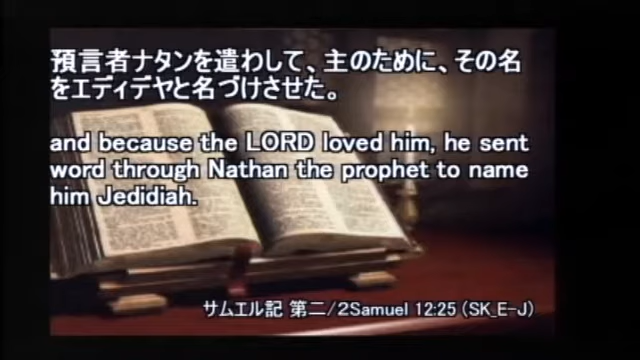 預言者ナタンを遣わして、主のために、その名
をエディデヤと名づけさせた。
and because the LORD loved him, he sent
word through Nathan the prophet to name
him Jedidiah.
サムエル記 第二/2Samuel 12:25 (SK_E-J)